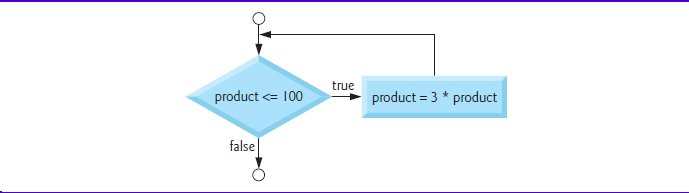 product <= 100
true
product = 3 * product
false